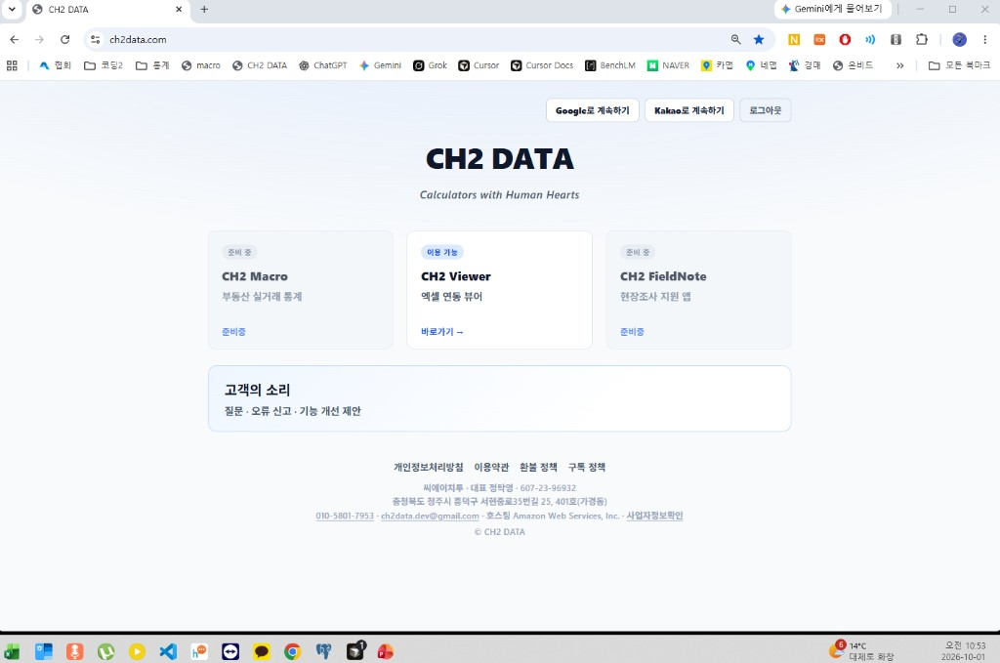 CH2 DATA
Gemini에게 물어보기
ch2data.com
협회 코딩2 통계 macro CH2 DATA ChatGPT Gemini Grok Cursor Cursor Docs BenchLM NAVER 카맵 네맵 경매 온비드 » 모든 북마크
Google로 계속하기 Kakao로 계속하기 로그아웃
CH2 DATA
Calculators with Human Hearts
준비 중
CH2 Macro
부동산 실거래 통계
준비중
이용 가능
CH2 Viewer
엑셀 연동 뷰어
바로가기 →
준비 중
CH2 FieldNote
현장조사 지원 앱
준비중
고객의 소리
질문 · 오류 신고 · 기능 개선 제안
개인정보처리방침 이용약관 환불 정책 구독 정책
씨에이치투 · 대표 정탁영 · 607-23-96932
충청북도 청주시 흥덕구 서현중로35번길 25, 401호(가경동)
010-5801-7953 · ch2data.dev@gmail.com · 호스팅 Amazon Web Services, Inc. · 사업자정보확인
© CH2 DATA
6
14°C
대체로 화창
오전 10:53
2026-10-01